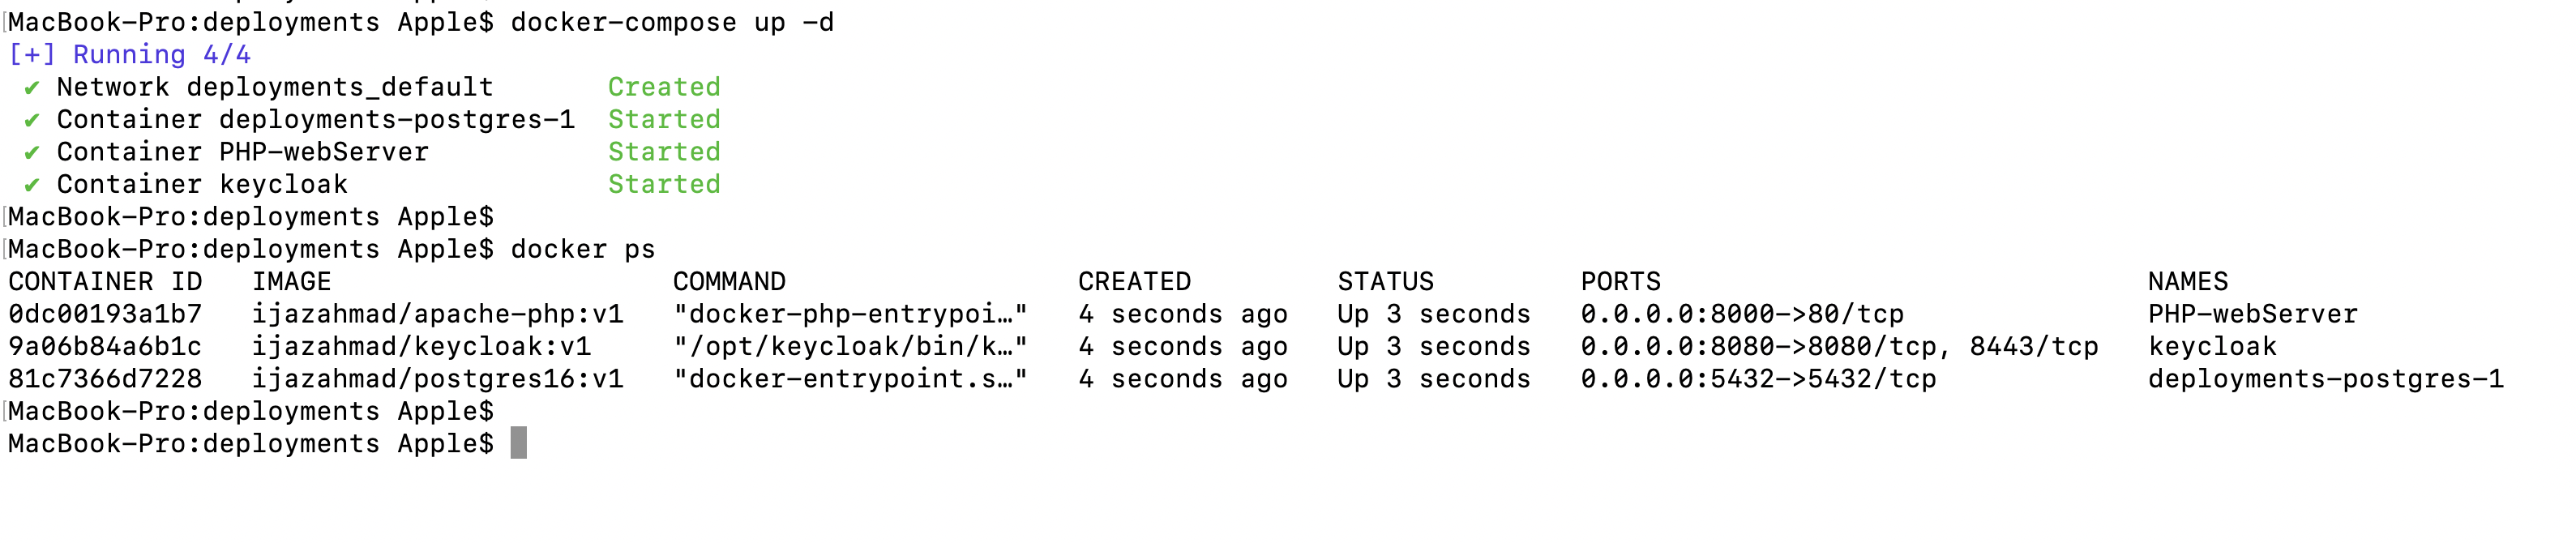 MacBook-Pro:deployments Apple$ docker-compose up -d
[+] Running 4/4
✔ Network deployments_default Created
✔ Container deployments-postgres-1 Started
✔ Container PHP-webServer Started
✔ Container keycloak Started
MacBook-Pro:deployments Apple$
MacBook-Pro:deployments Apple$ docker ps
CONTAINER ID IMAGE COMMAND CREATED STATUS PORTS NAMES
0dc00193a1b7 ijazahmad/apache-php:v1 "docker-php-entrypoi…" 4 seconds ago Up 3 seconds 0.0.0.0:8000->80/tcp PHP-webServer
9a06b84a6b1c ijazahmad/keycloak:v1 "/opt/keycloak/bin/k…" 4 seconds ago Up 3 seconds 0.0.0.0:8080->8080/tcp, 8443/tcp keycloak
81c7366d7228 ijazahmad/postgres16:v1 "docker-entrypoint.s…" 4 seconds ago Up 3 seconds 0.0.0.0:5432->5432/tcp deployments-postgres-1
MacBook-Pro:deployments Apple$
MacBook-Pro:deployments Apple$